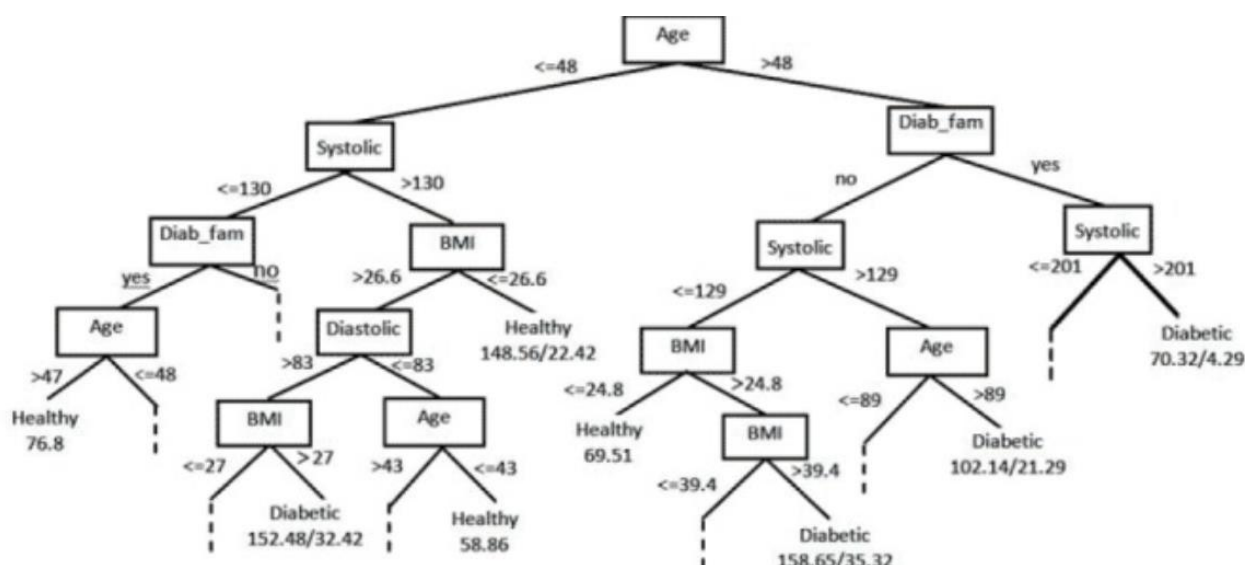 Age
<=48
>48
Systolic
Diab_fam
<=130
>130
no
yes
Diab_fam
BMI
Systolic
Systolic
yes
no
>26.6
<=26.6
<=129
>129
<=201
>201
Age
Diastolic
Healthy
148.56/22.42
BMI
Age
Diabetic
70.32/4.29
>47
<=48
>83
<=83
<=24.8
>24.8
<=89
>89
Healthy
76.8
BMI
Age
Healthy
69.51
BMI
Diabetic
102.14/21.29
<=27
>27
>43
<=43
<=39.4
>39.4
Diabetic
152.48/32.42
Healthy
58.86
Diabetic
158.65/35.32